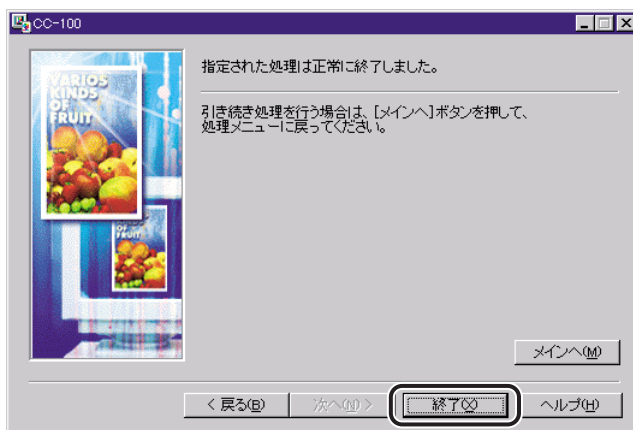 CC-100
VARIOS
KINDS
OF
FRUIT
指定された処理は正常に終了しました。
引き続き処理を行う場合は、[メインへ]ボタンを押して、
処理メニューに戻ってください。
メインへ(M)
< 戻る(B)
次へ(N) >
終了(X)
ヘルプ(H)